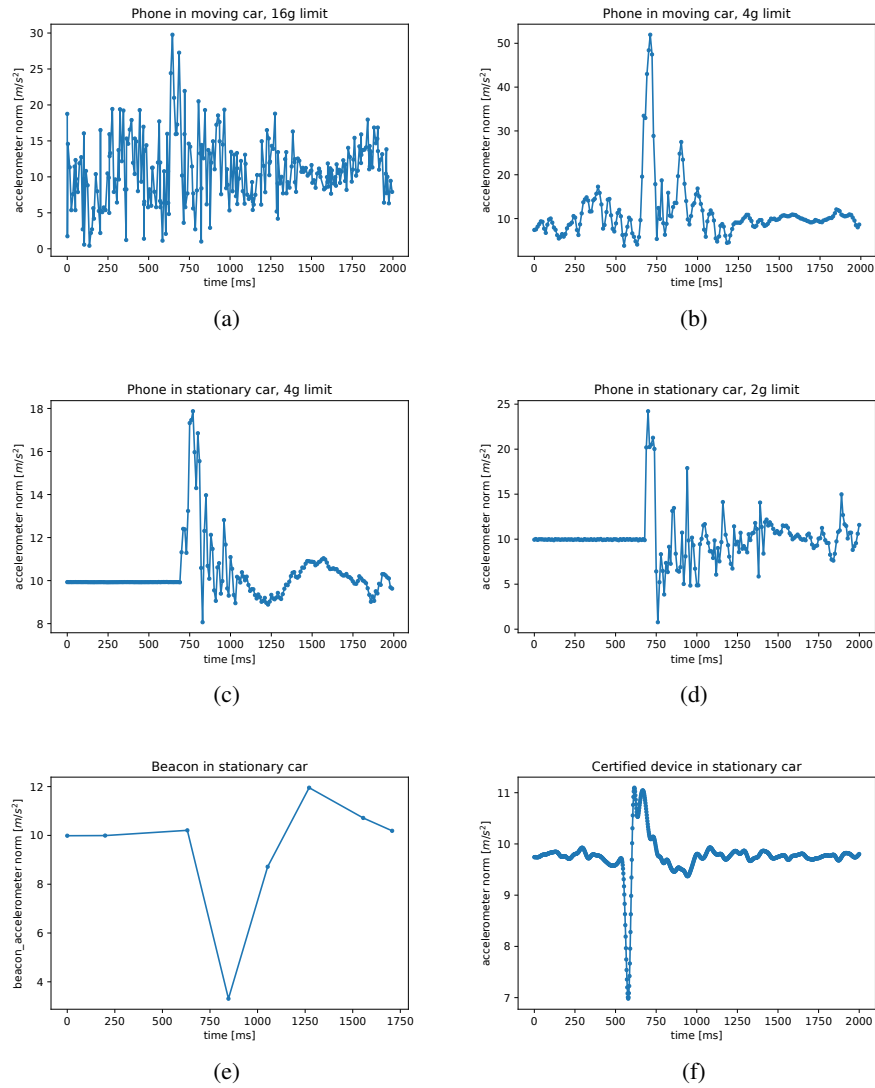 Phone in moving car, 16g limit
accelerometer norm [m/s²]
30
25
20
15
10
5
0
0 250 500 750 1000 1250 1500 1750 2000
time [ms]
(a)
Phone in moving car, 4g limit
accelerometer norm [m/s²]
50
40
30
20
10
0 250 500 750 1000 1250 1500 1750 2000
time [ms]
(b)
Phone in stationary car, 4g limit
accelerometer norm [m/s²]
18
16
14
12
10
8
0 250 500 750 1000 1250 1500 1750 2000
time [ms]
(c)
Phone in stationary car, 2g limit
accelerometer norm [m/s²]
25
20
15
10
5
0
0 250 500 750 1000 1250 1500 1750 2000
time [ms]
(d)
Beacon in stationary car
beacon_accelerometer norm [m/s²]
12
10
8
6
4
0 250 500 750 1000 1250 1500 1750
time [ms]
(e)
Certified device in stationary car
accelerometer norm [m/s²]
11
10
9
8
7
0 250 500 750 1000 1250 1500 1750 2000
time [ms]
(f)